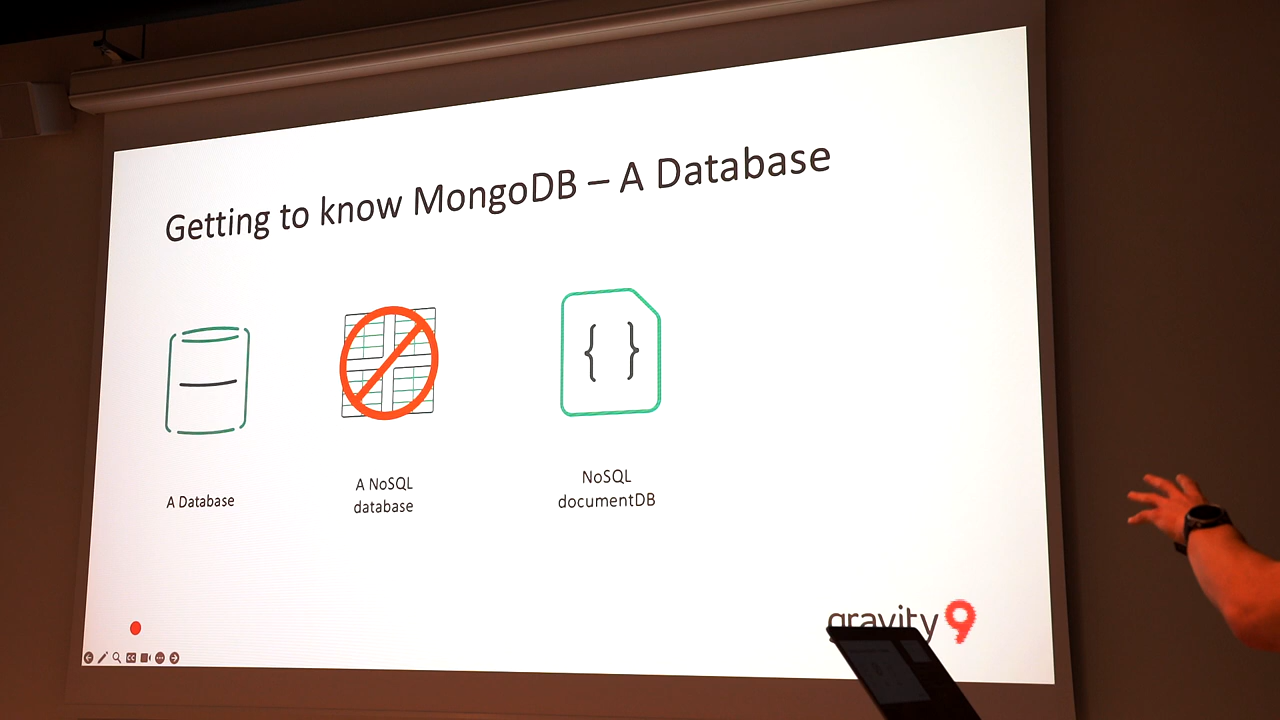 Getting to know MongoDB – A Database
{ }
A Database
A NoSQL
database
NoSQL
documentDB
gravity9